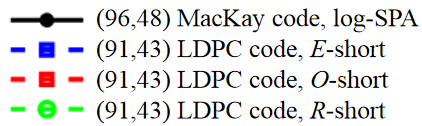 (96,48) MacKay code, log-SPA
(91,43) LDPC code, E-short
(91,43) LDPC code, O-short
(91,43) LDPC code, R-short